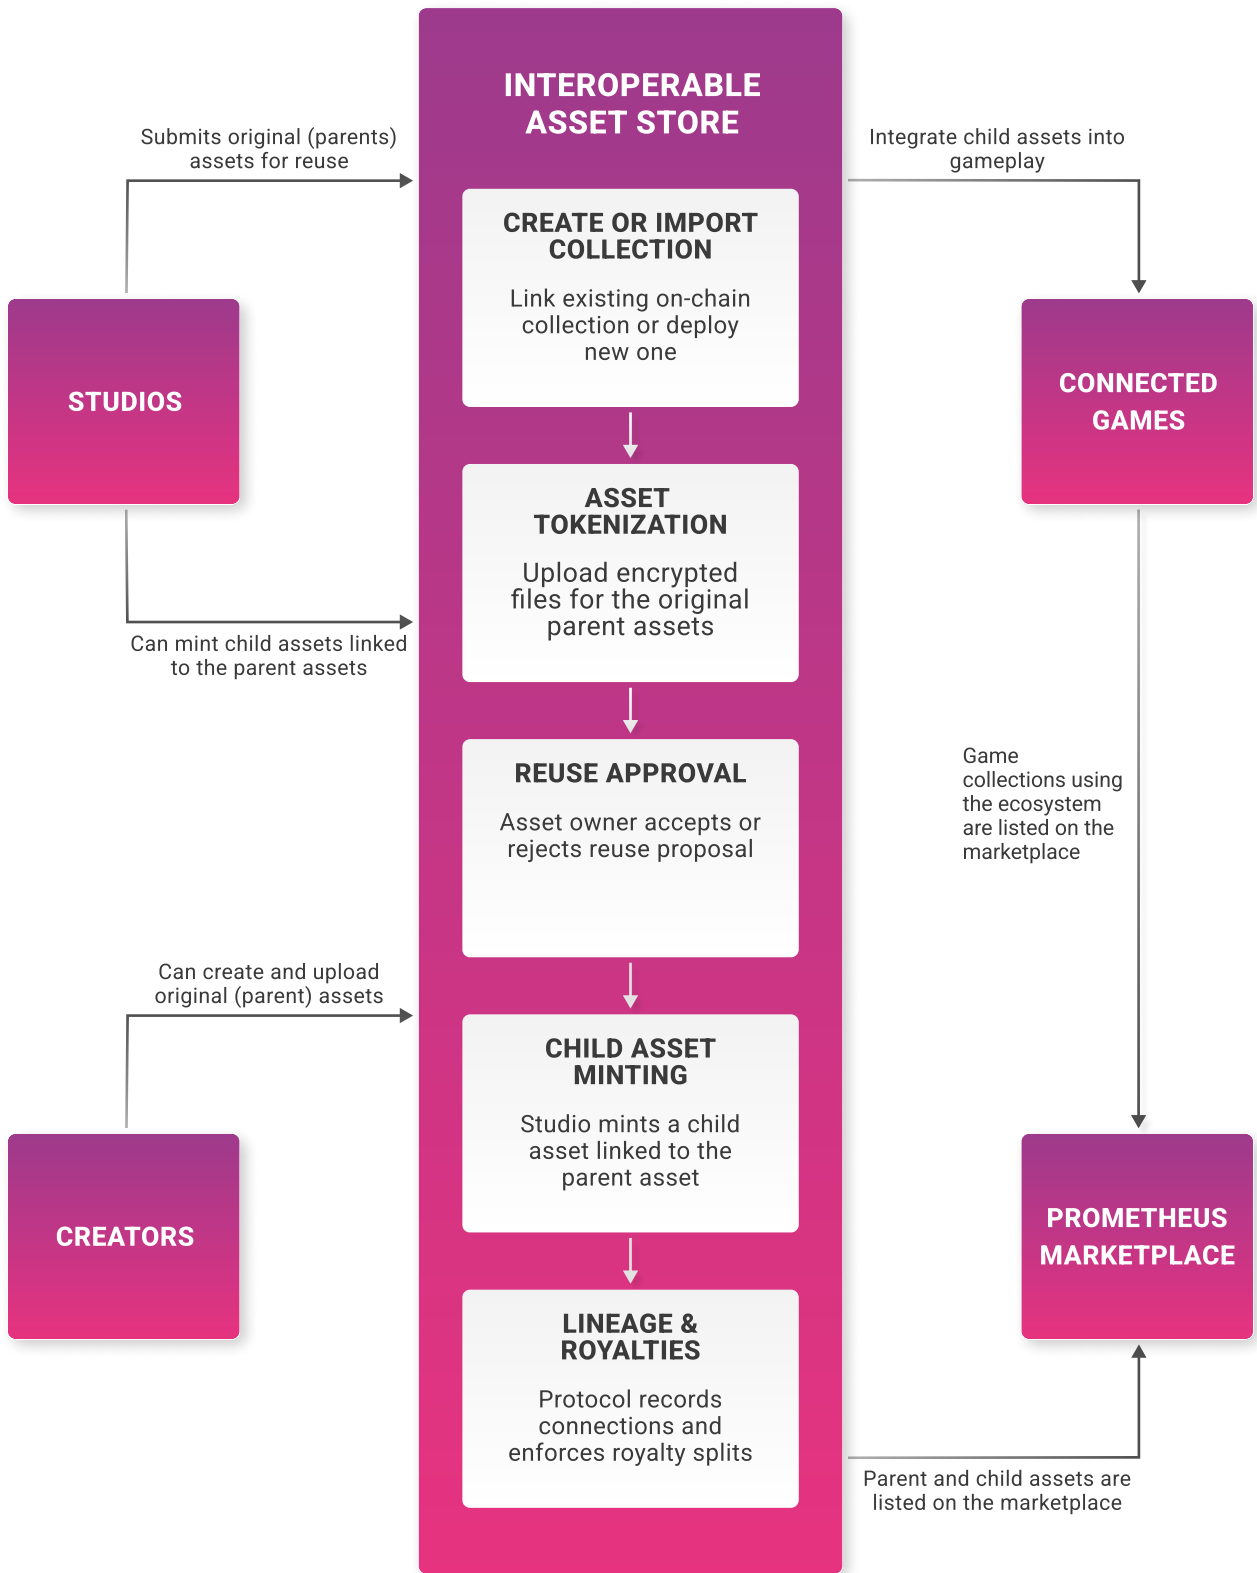 INTEROPERABLE
ASSET STORE
Submits original (parents)
assets for reuse
Integrate child assets into
gameplay
CREATE OR IMPORT
COLLECTION
Link existing on-chain
collection or deploy
new one
STUDIOS
CONNECTED
GAMES
ASSET
TOKENIZATION
Upload encrypted
files for the original
parent assets
Can mint child assets linked
to the parent assets
REUSE APPROVAL
Asset owner accepts or
rejects reuse proposal
Game
collections using
the ecosystem
are listed on the
marketplace
Can create and upload
original (parent) assets
CHILD ASSET
MINTING
Studio mints a child
asset linked to the
parent asset
CREATORS
PROMETHEUS
MARKETPLACE
LINEAGE &
ROYALTIES
Protocol records
connections and
enforces royalty splits
Parent and child assets are
listed on the marketplace